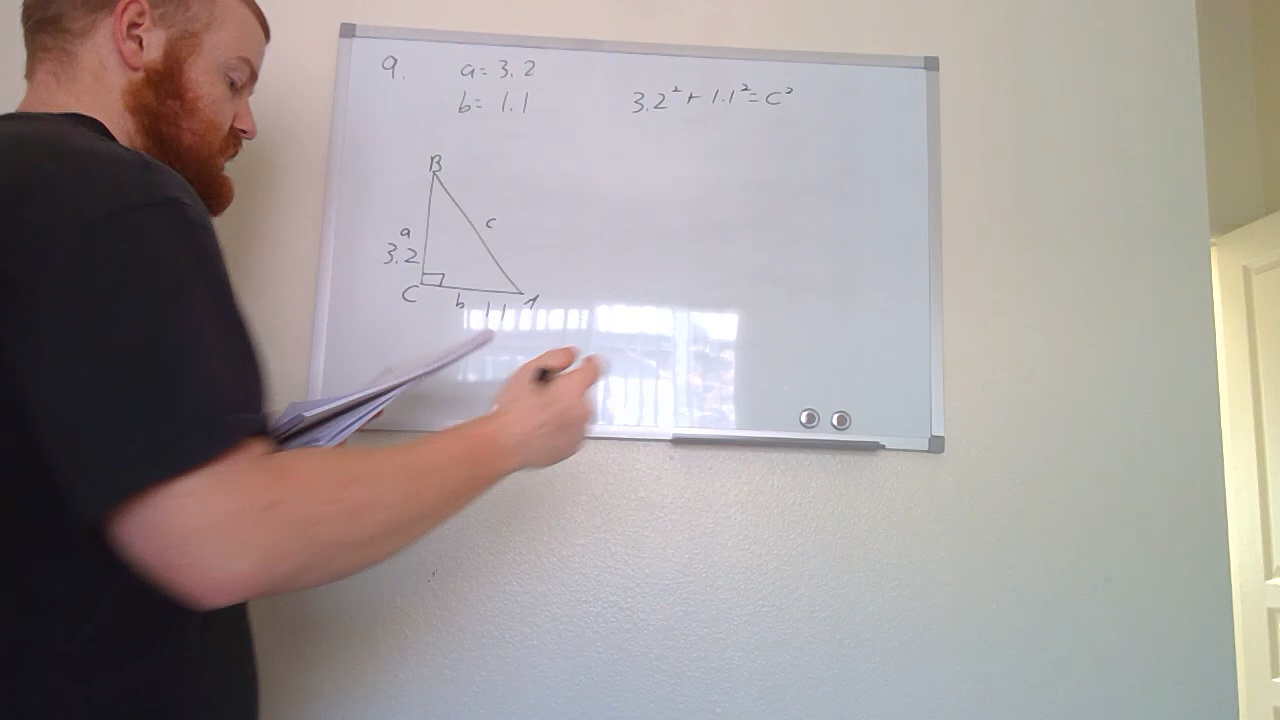 9.
a = 3.2
b = 1.1
3.2² + 1.1² = c²
B
a
3.2
c
C
b
1.1
A